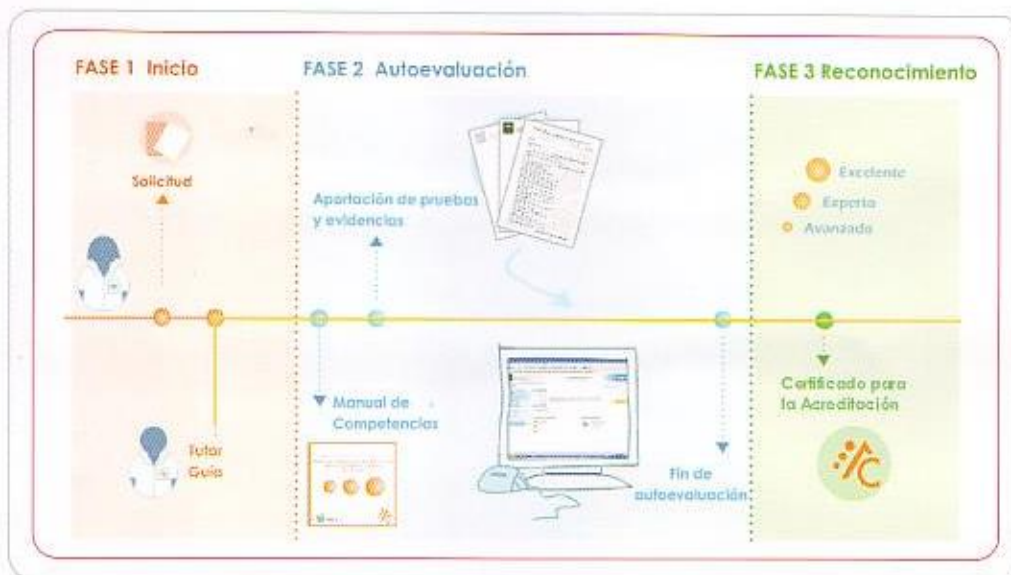 FASE 1 Inicio
Solicitud
Tutor
Guía
FASE 2 Autoevaluación
Aportación de pruebas
y evidencias
Manual de
Competencias
Fin de
autoevaluación
FASE 3 Reconocimiento
Excelente
Experto
Avanzado
Certificado para
la Acreditación